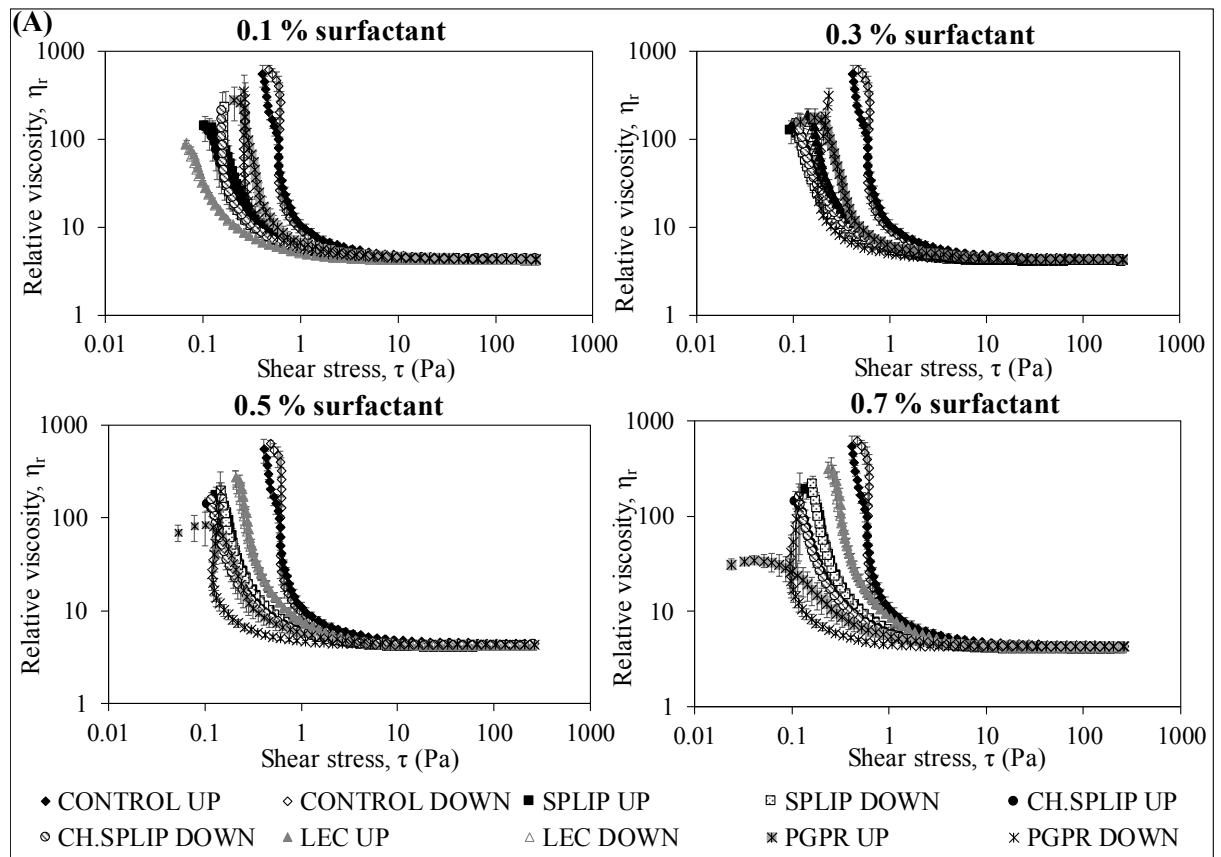 (A)
0.1 % surfactant
Relative viscosity, ηr
1000
100
10
1
0.01 0.1 1 10 100 1000
Shear stress, τ (Pa)
0.3 % surfactant
Relative viscosity, ηr
1000
100
10
1
0.01 0.1 1 10 100 1000
Shear stress, τ (Pa)
0.5 % surfactant
Relative viscosity, ηr
1000
100
10
1
0.01 0.1 1 10 100 1000
Shear stress, τ (Pa)
0.7 % surfactant
Relative viscosity, ηr
1000
100
10
1
0.01 0.1 1 10 100 1000
Shear stress, τ (Pa)
CONTROL UP CONTROL DOWN SPLIP UP SPLIP DOWN CH.SPLIP UP
CH.SPLIP DOWN LEC UP LEC DOWN PGPR UP PGPR DOWN